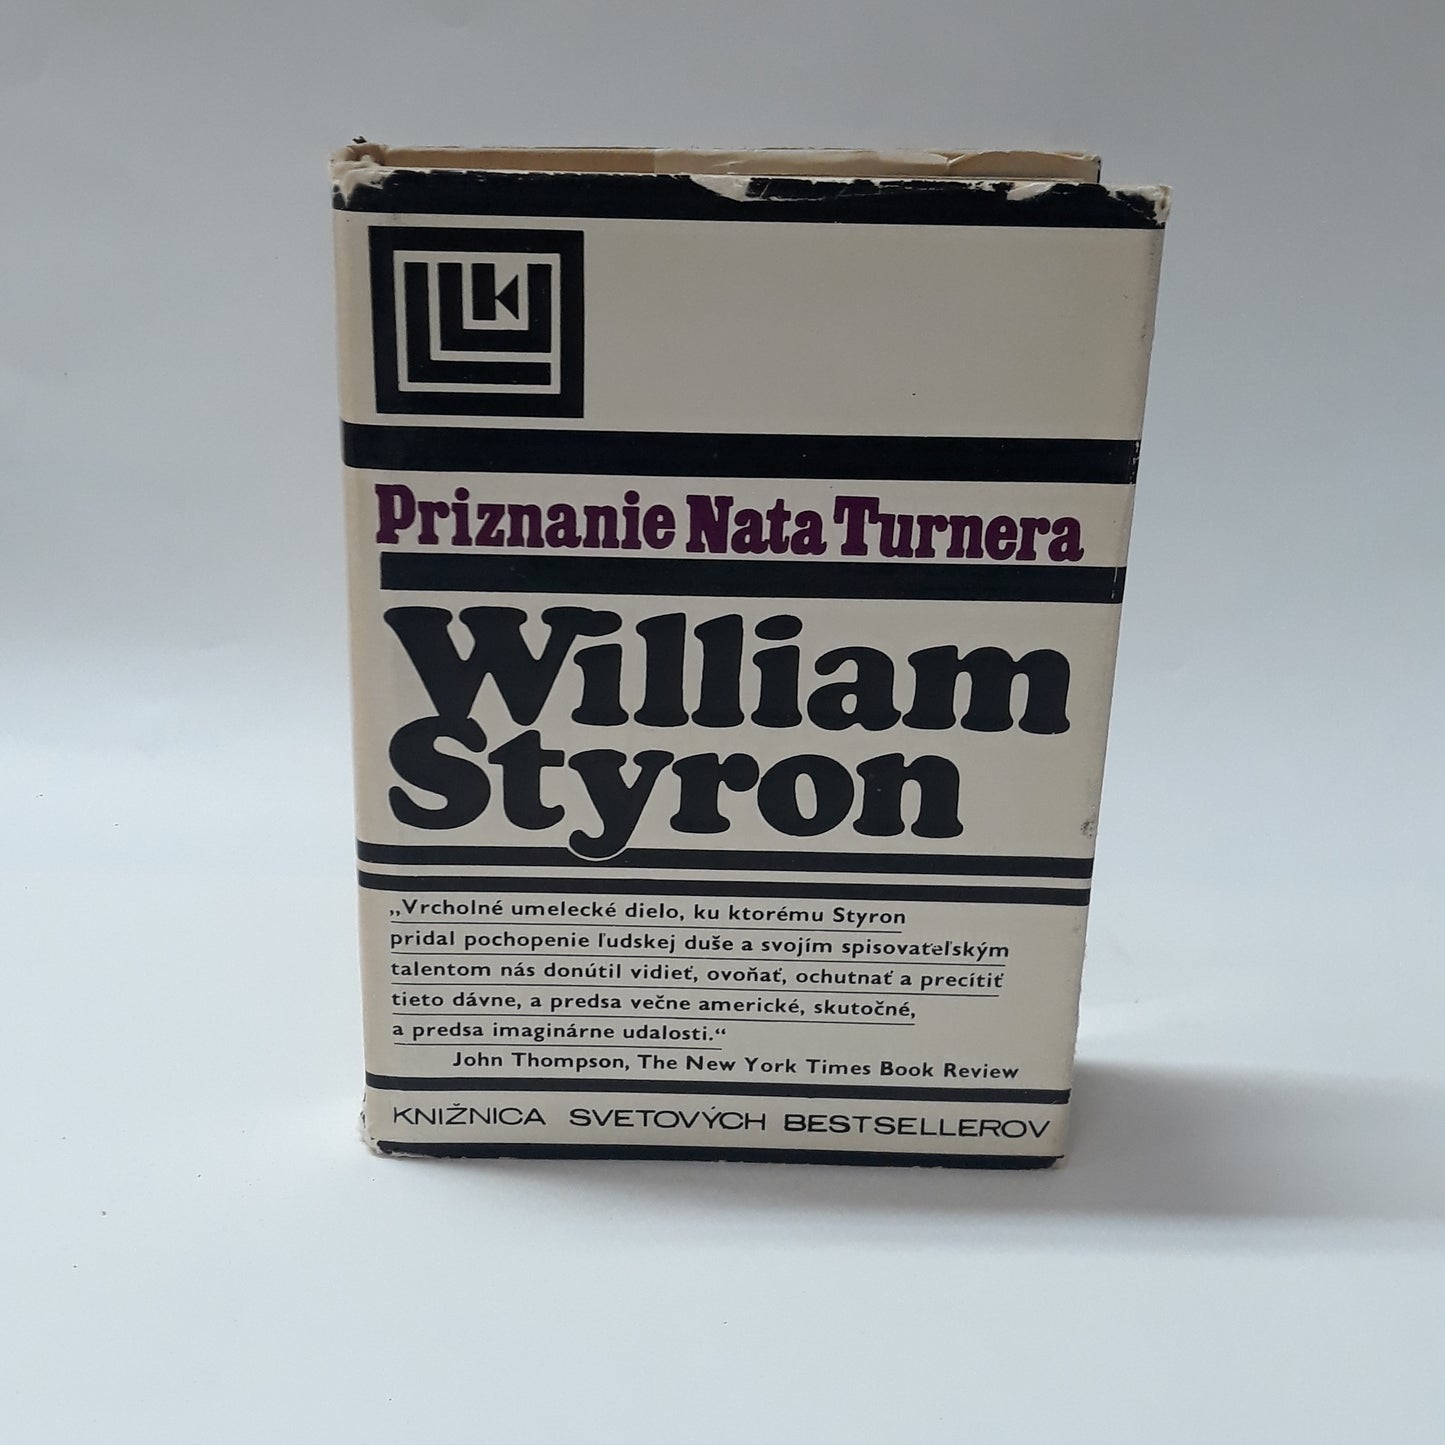 Priznanie Nata Turnera
William
Styron
„Vrcholné umelecké dielo, ku ktorému Styron
pridal pochopenie ľudskej duše a svojím spisovateľským
talentom nás donútil vidieť, ovoňať, ochutnať a precítiť
tieto dávne, a predsa večne americké, skutočné,
a predsa imaginárne udalosti.“
John Thompson, The New York Times Book Review
KNIŽNICA SVETOVÝCH BESTSELLEROV